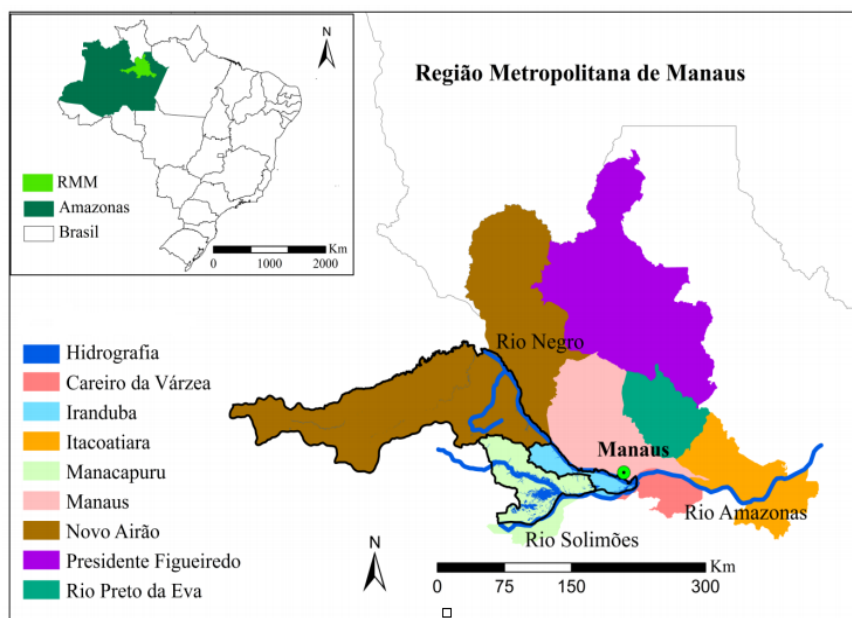 N
Região Metropolitana de Manaus
RMM
Amazonas
Brasil
Km
0 1000 2000
Hidrografia
Careiro da Várzea
Iranduba
Itacoatiara
Manacapuru
Manaus
Novo Airão
Presidente Figueiredo
Rio Preto da Eva
Rio Negro
Manaus
Rio Amazonas
Rio Solimões
N
Km
0 75 150 300